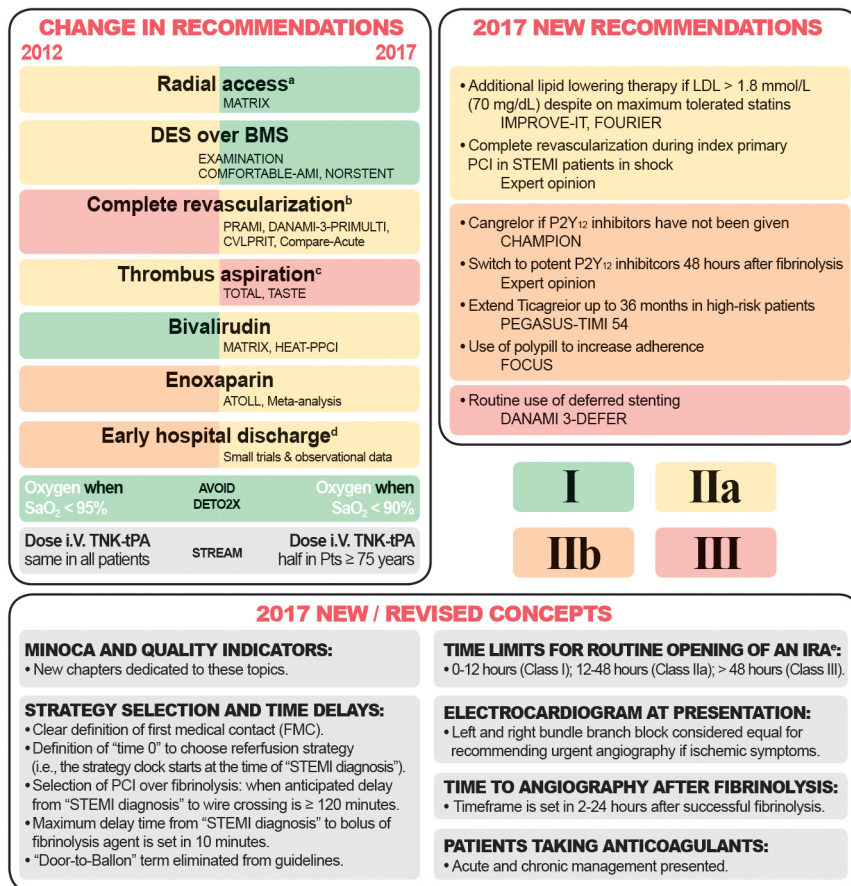 CHANGE IN RECOMMENDATIONS
2012 2017
Radial accessᵃ
MATRIX
DES over BMS
EXAMINATION
COMFORTABLE-AMI, NORSTENT
Complete revascularizationᵇ
PRAMI, DANAMI-3-PRIMULTI,
CVLPRIT, Compare-Acute
Thrombus aspirationᶜ
TOTAL, TASTE
Bivalirudin
MATRIX, HEAT-PPCI
Enoxaparin
ATOLL, Meta-analysis
Early hospital dischargeᵈ
Small trials & observational data
Oxygen when
SaO₂ < 95%
AVOID
DETO2X
Oxygen when
SaO₂ < 90%
Dose i.V. TNK-tPA
same in all patients
STREAM
Dose i.V. TNK-tPA
half in Pts ≥ 75 years
2017 NEW RECOMMENDATIONS
• Additional lipid lowering therapy if LDL > 1.8 mmol/L
(70 mg/dL) despite on maximum tolerated statins
IMPROVE-IT, FOURIER
• Complete revascularization during index primary
PCI in STEMI patients in shock
Expert opinion
• Cangrelor if P2Y₁₂ inhibitors have not been given
CHAMPION
• Switch to potent P2Y₁₂ inhibitcors 48 hours after fibrinolysis
Expert opinion
• Extend Ticagreior up to 36 months in high-risk patients
PEGASUS-TIMI 54
• Use of polypill to increase adherence
FOCUS
• Routine use of deferred stenting
DANAMI 3-DEFER
I IIa
IIb III
2017 NEW / REVISED CONCEPTS
MINOCA AND QUALITY INDICATORS:
• New chapters dedicated to these topics.
STRATEGY SELECTION AND TIME DELAYS:
• Clear definition of first medical contact (FMC).
• Definition of “time 0” to choose referfusion strategy
(i.e., the strategy clock starts at the time of “STEMI diagnosis”).
• Selection of PCI over fibrinolysis: when anticipated delay
from “STEMI diagnosis” to wire crossing is ≥ 120 minutes.
• Maximum delay time from “STEMI diagnosis” to bolus of
fibrinolysis agent is set in 10 minutes.
• “Door-to-Ballon” term eliminated from guidelines.
TIME LIMITS FOR ROUTINE OPENING OF AN IRAᵉ:
• 0-12 hours (Class I); 12-48 hours (Class IIa); > 48 hours (Class III).
ELECTROCARDIOGRAM AT PRESENTATION:
• Left and right bundle branch block considered equal for
recommending urgent angiography if ischemic symptoms.
TIME TO ANGIOGRAPHY AFTER FIBRINOLYSIS:
• Timeframe is set in 2-24 hours after successful fibrinolysis.
PATIENTS TAKING ANTICOAGULANTS:
• Acute and chronic management presented.